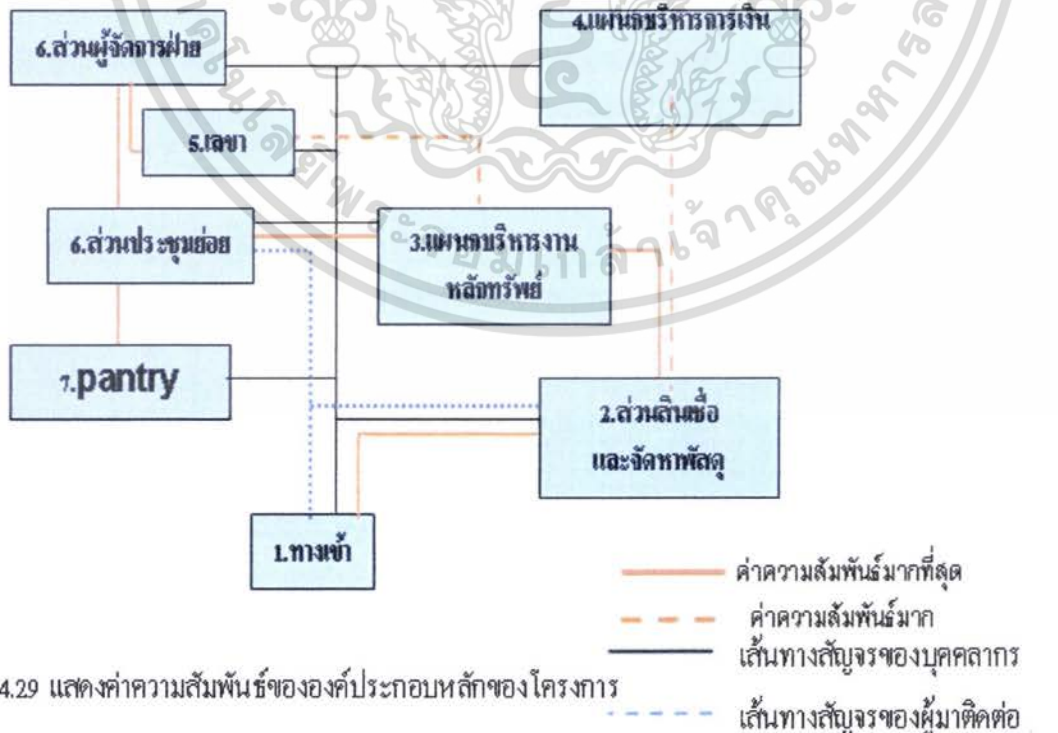 6.ส่วนผู้จัดการฝ่าย
4.แผนกบริหารการเงิน
5.เลขา
6.ส่วนประชุมย่อย
3.แผนกบริหารงาน
หลักทรัพย์
7.pantry
2.ส่วนสินเชื่อ
และจัดหาพัสดุ
1.ทางเข้า
ค่าความสัมพันธ์มากที่สุด
ค่าความสัมพันธ์มาก
เส้นทางสัญจรของบุคคลากร
4.29 แสดงค่าความสัมพันธ์ขององค์ประกอบหลักของโครงการ
เส้นทางสัญจรของผู้มาติดต่อ